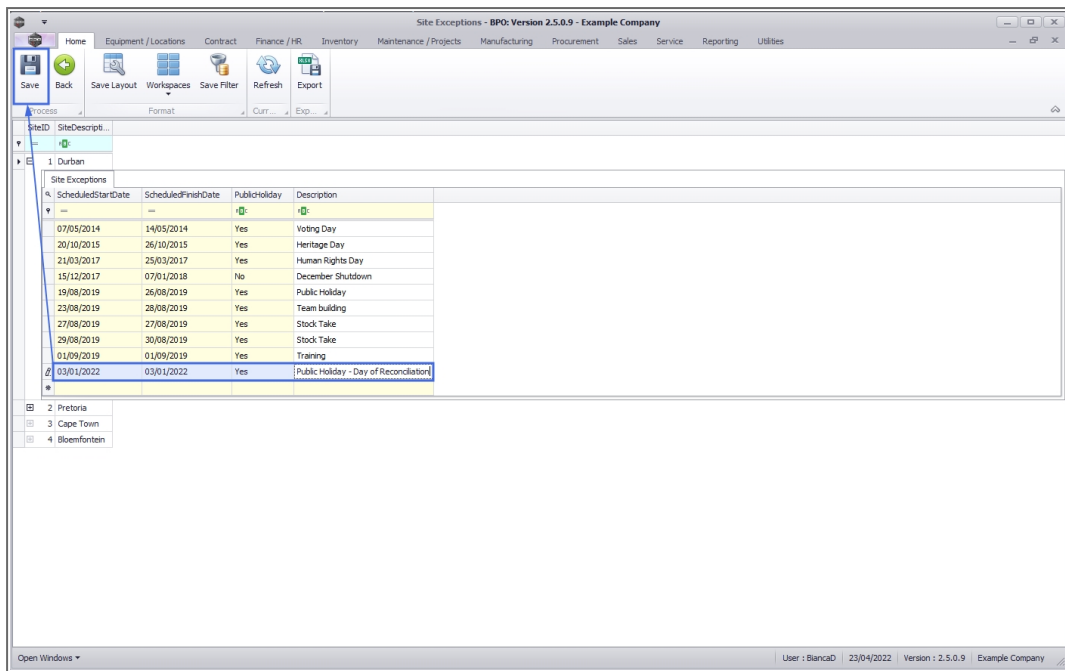 Site Exceptions - BPO: Version 2.5.0.9 - Example Company
Home Equipment / Locations Contract Finance / HR Inventory Maintenance / Projects Manufacturing Procurement Sales Service Reporting Utilities
Save Back Save Layout Workspaces Save Filter Refresh Export
Process Format Curr... Exp...
SiteID SiteDescripti...
=
1 Durban
Site Exceptions
ScheduledStartDate ScheduledFinishDate PublicHoliday Description
= =
07/05/2014 14/05/2014 Yes Voting Day
20/10/2015 26/10/2015 Yes Heritage Day
21/03/2017 25/03/2017 Yes Human Rights Day
15/12/2017 07/01/2018 No December Shutdown
19/08/2019 26/08/2019 Yes Public Holiday
23/08/2019 28/08/2019 Yes Team building
27/08/2019 27/08/2019 Yes Stock Take
29/08/2019 30/08/2019 Yes Stock Take
01/09/2019 01/09/2019 Yes Training
03/01/2022 03/01/2022 Yes Public Holiday - Day of Reconciliation
2 Pretoria
3 Cape Town
4 Bloemfontein
Open Windows User : BiancaD 23/04/2022 Version : 2.5.0.9 Example Company